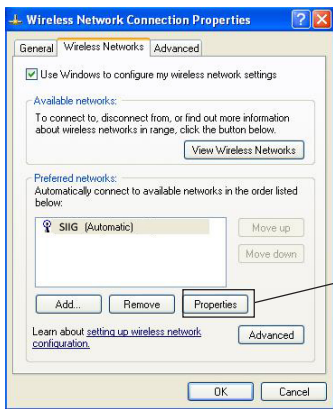 Wireless Network Connection Properties
General Wireless Networks Advanced
Use Windows to configure my wireless network settings
Available networks:
To connect to, disconnect from, or find out more information
about wireless networks in range, click the button below.
View Wireless Networks
Preferred networks:
Automatically connect to available networks in the order listed
below:
SIIG (Automatic)
Move up
Move down
Add... Remove Properties
Learn about setting up wireless network
configuration.
Advanced
OK Cancel